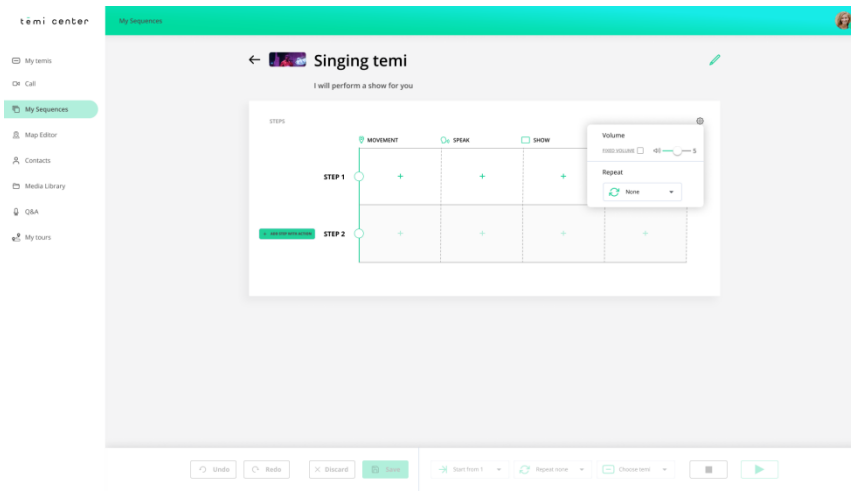 temi center
My Sequences
My temis
Call
My Sequences
Map Editor
Contacts
Media Library
Q&A
My tours
Singing temi
I will perform a show for you
STEPS
MOVEMENT
SPEAK
SHOW
Volume
FIXED VOLUME
5
Repeat
None
STEP 1
STEP 2
Undo
Redo
Discard
Save
Start from 1
Repeat none
Choose temi